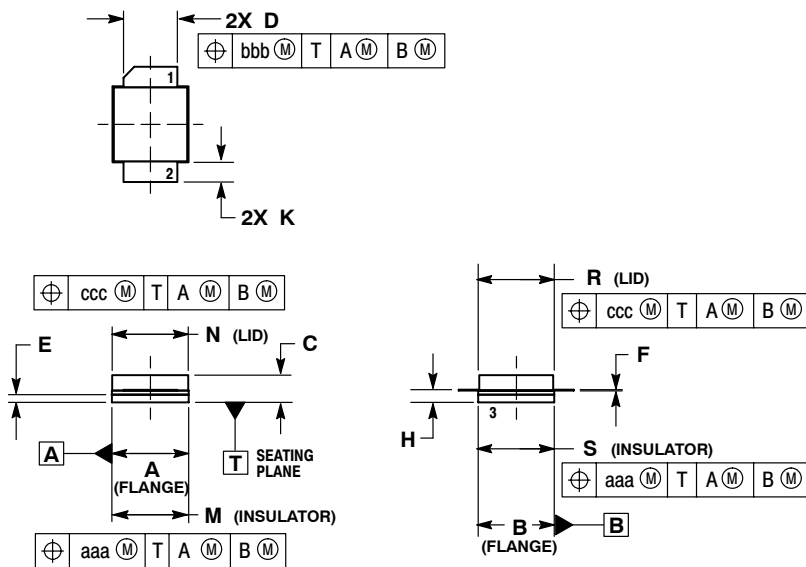 2X D
⌖ bbb Ⓜ T A Ⓜ B Ⓜ
1
2
2X K
⌖ ccc Ⓜ T A Ⓜ B Ⓜ
R (LID)
⌖ ccc Ⓜ T A Ⓜ B Ⓜ
E
N (LID)
C
F
H
3
A
A
(FLANGE)
T SEATING
PLANE
S (INSULATOR)
⌖ aaa Ⓜ T A Ⓜ B Ⓜ
M (INSULATOR)
B
(FLANGE)
B
⌖ aaa Ⓜ T A Ⓜ B Ⓜ